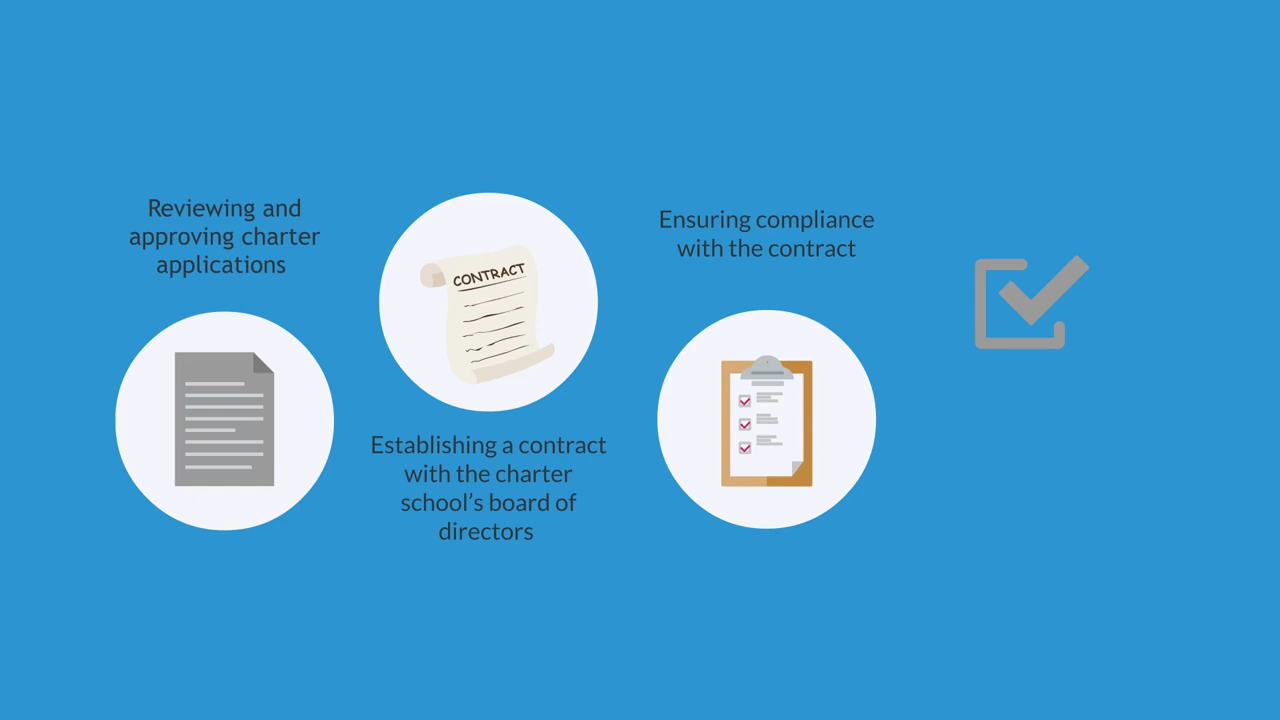 Reviewing and
approving charter
applications
CONTRACT
Establishing a contract
with the charter
school’s board of
directors
Ensuring compliance
with the contract